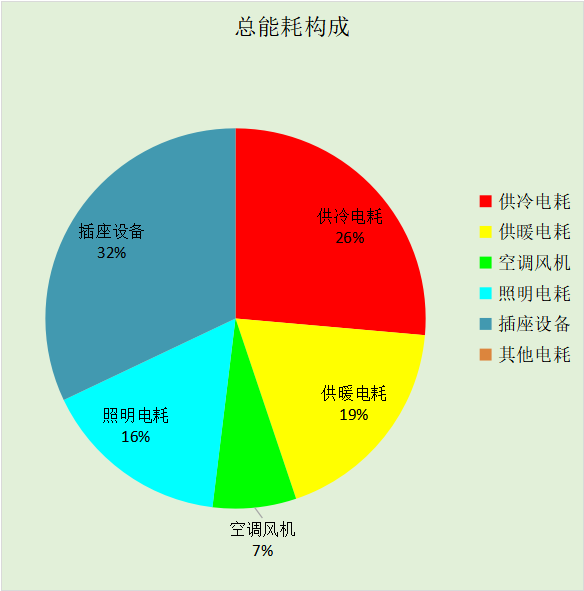 总能耗构成
供冷电耗
26%
供暖电耗
19%
空调风机
7%
照明电耗
16%
插座设备
32%
供冷电耗
供暖电耗
空调风机
照明电耗
插座设备
其他电耗